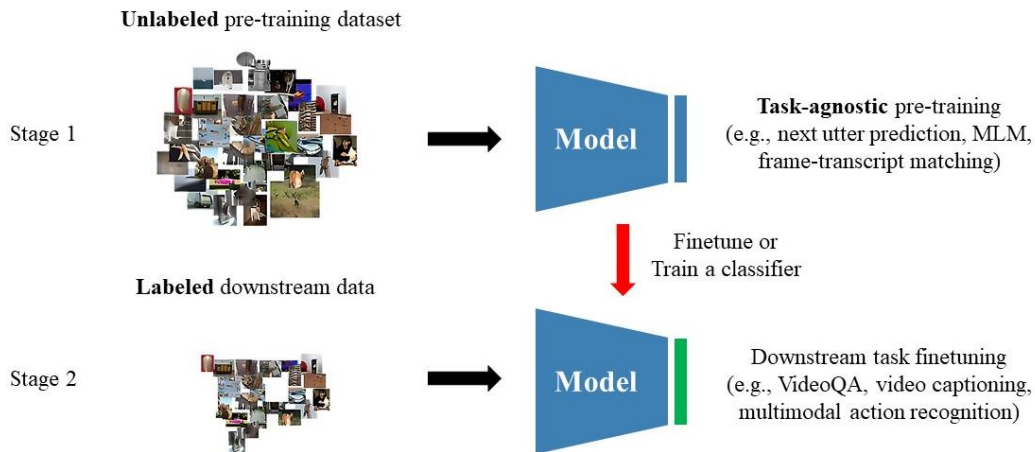 Unlabeled pre-training dataset
Stage 1
Model
Task-agnostic pre-training
(e.g., next utter prediction, MLM,
frame-transcript matching)
Finetune or
Train a classifier
Labeled downstream data
Stage 2
Model
Downstream task finetuning
(e.g., VideoQA, video captioning,
multimodal action recognition)